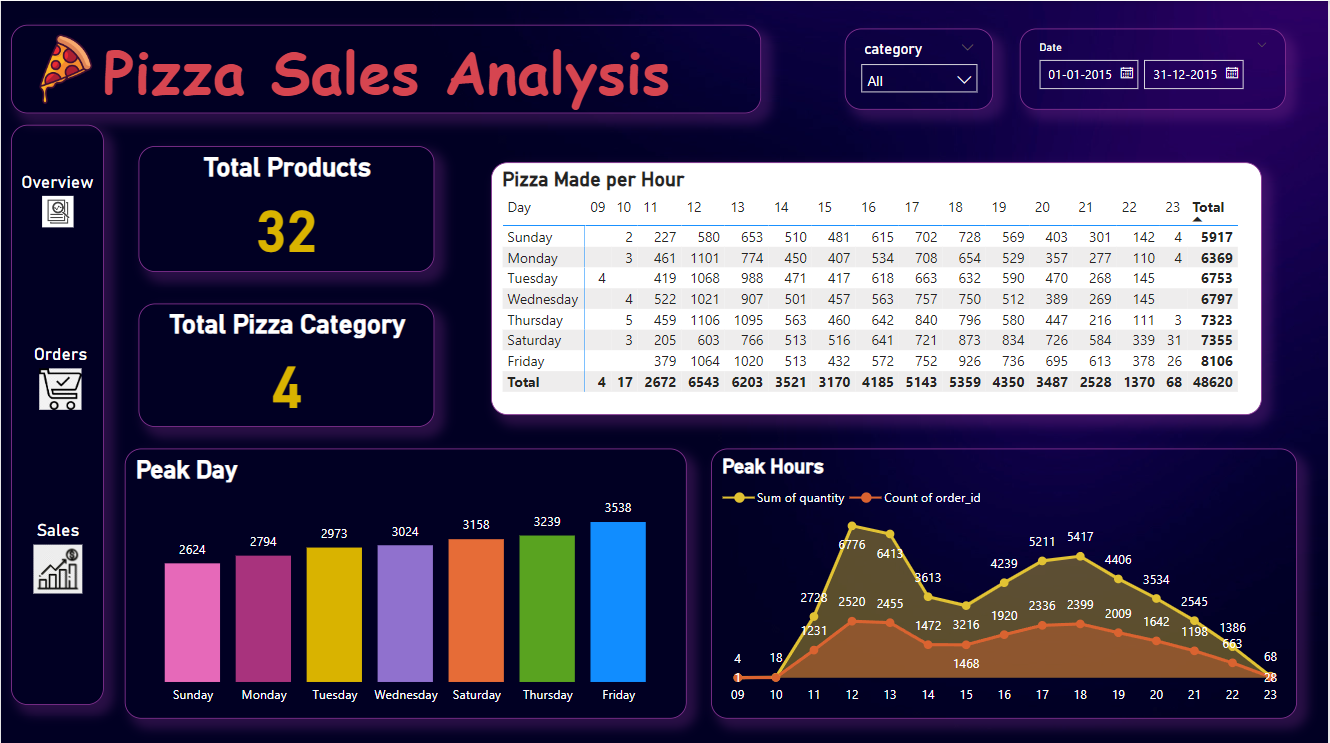 Pizza Sales Analysis
category
All
Date
01-01-2015 31-12-2015
Overview
Orders
Sales
Total Products
32
Total Pizza Category
4
Pizza Made per Hour
Day 09 10 11 12 13 14 15 16 17 18 19 20 21 22 23 Total
Sunday 2 227 580 653 510 481 615 702 728 569 403 301 142 4 5917
Monday 3 461 1101 774 450 407 534 708 654 529 357 277 110 4 6369
Tuesday 4 419 1068 988 471 417 618 663 632 590 470 268 145 6753
Wednesday 4 522 1021 907 501 457 563 757 750 512 389 269 145 6797
Thursday 5 459 1106 1095 563 460 642 840 796 580 447 216 111 3 7323
Saturday 3 205 603 766 513 516 641 721 873 834 726 584 339 31 7355
Friday 379 1064 1020 513 432 572 752 926 736 695 613 378 26 8106
Total 4 17 2672 6543 6203 3521 3170 4185 5143 5359 4350 3487 2528 1370 68 48620
Peak Day
2624 2794 2973 3024 3158 3239 3538
Sunday Monday Tuesday Wednesday Saturday Thursday Friday
Peak Hours
Sum of quantity Count of order_id
4 18 2728 6776 6413 3613 3216 4239 5211 5417 4406 3534 2545 1386 68
1 1231 2520 2455 1472 1468 1920 2336 2399 2009 1642 1198 663 28
09 10 11 12 13 14 15 16 17 18 19 20 21 22 23